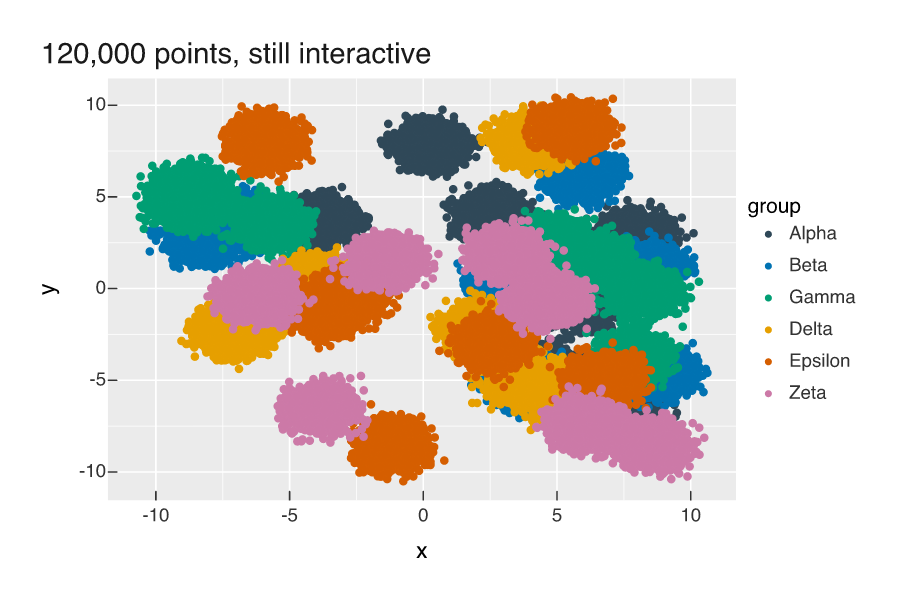 120,000 points, still interactive
10
5
0
-5
-10
y
-10 -5 0 5 10
x
group
Alpha
Beta
Gamma
Delta
Epsilon
Zeta